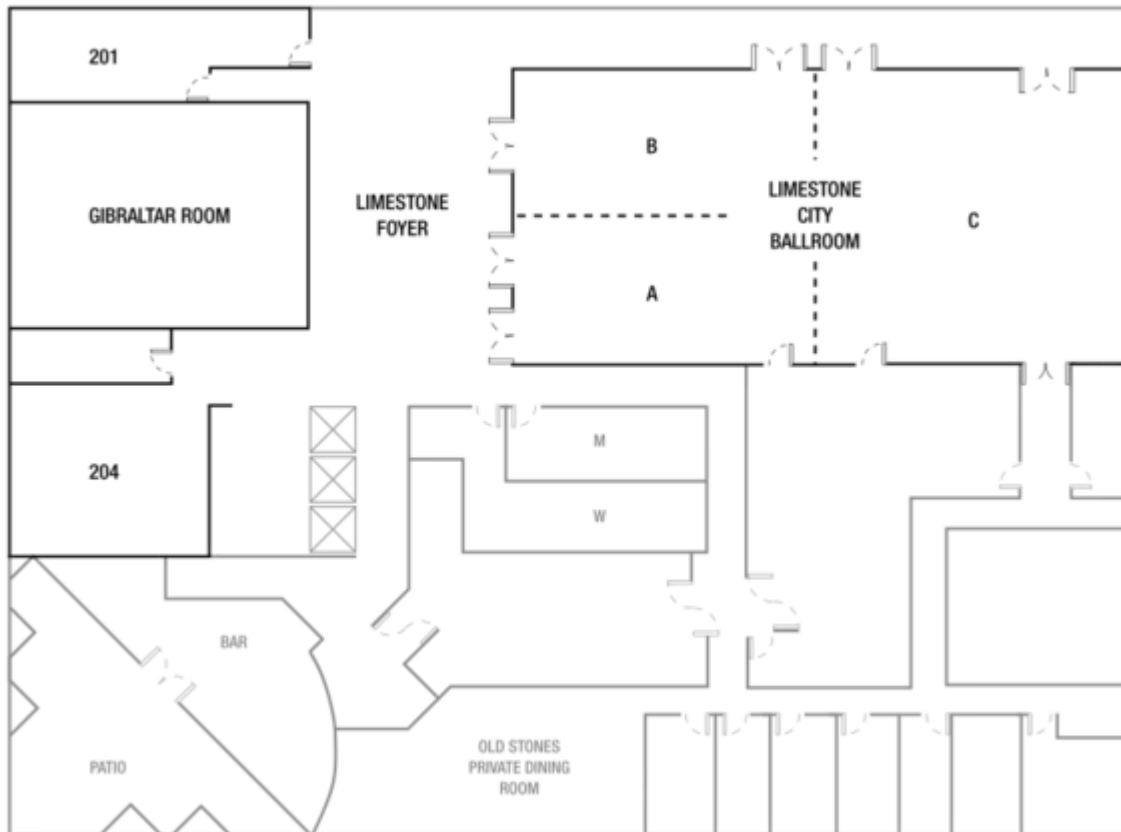 201
GIBRALTAR ROOM
LIMESTONE
FOYER
B
A
LIMESTONE
CITY
BALLROOM
C
204
M
W
BAR
PATIO
OLD STONES
PRIVATE DINING
ROOM